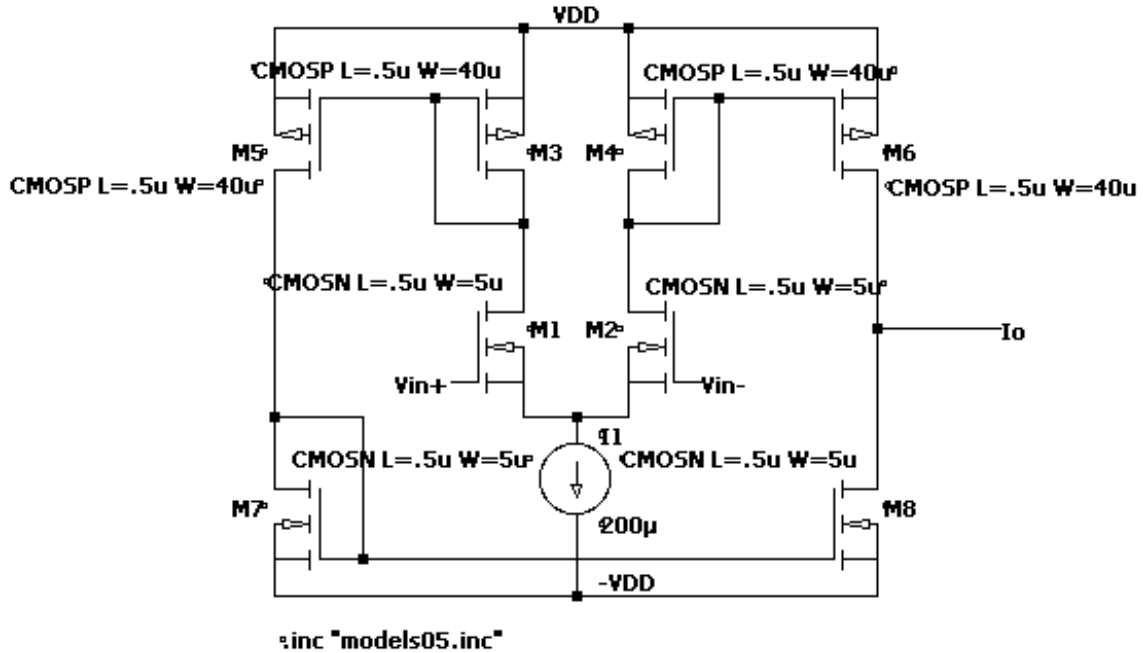 VDD
CMOSP L=.5u W=40u
CMOSP L=.5u W=40u
M5
M3
M4
M6
CMOSP L=.5u W=40u
CMOSP L=.5u W=40u
CMOSN L=.5u W=5u
CMOSN L=.5u W=5u
M1
M2
Io
Vin+
Vin-
I1
CMOSN L=.5u W=5u
CMOSN L=.5u W=5u
M7
M8
200µ
-VDD
.inc "models05.inc"